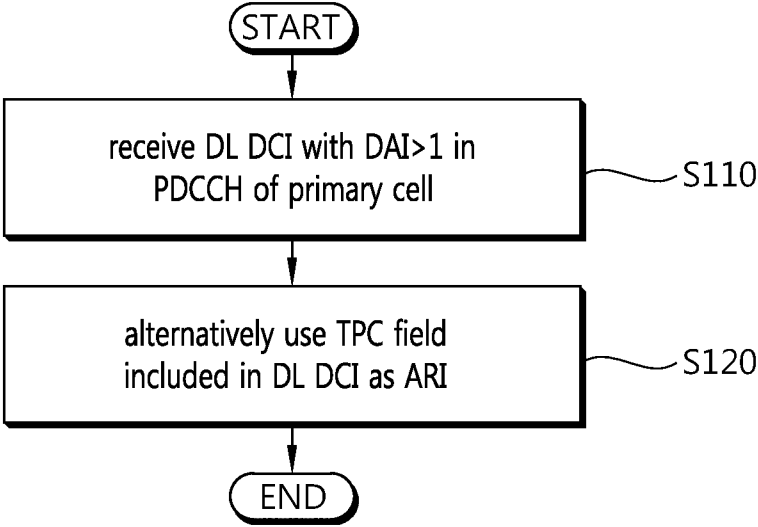 START
receive DL DCI with DAI>1 in
PDCCH of primary cell
S110
alternatively use TPC field
included in DL DCI as ARI
S120
END